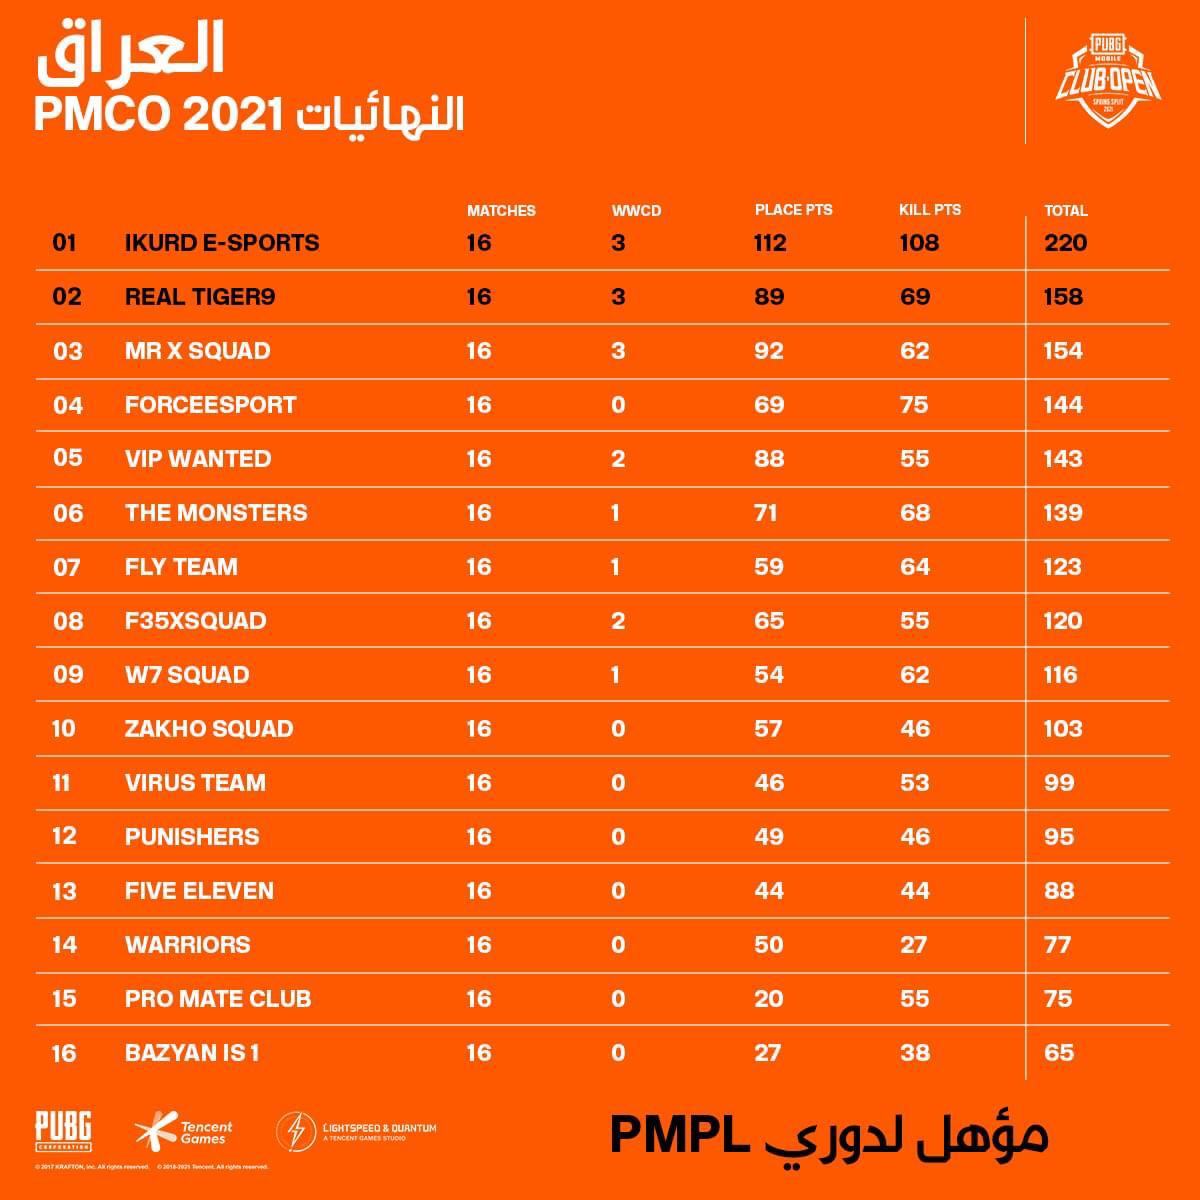 العراق
PMCO 2021 النهائيات
PUBG
MOBILE
CLUB OPEN
SPRING SPLIT
2021
MATCHES WWCD PLACE PTS KILL PTS TOTAL
01 IKURD E-SPORTS 16 3 112 108 220
02 REAL TIGER9 16 3 89 69 158
03 MR X SQUAD 16 3 92 62 154
04 FORCEESPORT 16 0 69 75 144
05 VIP WANTED 16 2 88 55 143
06 THE MONSTERS 16 1 71 68 139
07 FLY TEAM 16 1 59 64 123
08 F35XSQUAD 16 2 65 55 120
09 W7 SQUAD 16 1 54 62 116
10 ZAKHO SQUAD 16 0 57 46 103
11 VIRUS TEAM 16 0 46 53 99
12 PUNISHERS 16 0 49 46 95
13 FIVE ELEVEN 16 0 44 44 88
14 WARRIORS 16 0 50 27 77
15 PRO MATE CLUB 16 0 20 55 75
16 BAZYAN IS 1 16 0 27 38 65
PUBG
CORPORATION
Tencent
Games
LIGHTSPEED & QUANTUM
A TENCENT GAMES STUDIO
مؤهل لدوري PMPL
© 2017 KRAFTON, Inc. All rights reserved. © 2018-2021 Tencent. All rights reserved.